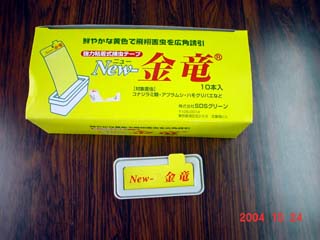 鮮やかな黄色で飛翔害虫を広角誘引
強力粘着式捕虫テープ
ニュー
New-金竜®
10本入
【対象害虫】
コナジラミ類・アブラムシ・ハモグリバエなど
株式会社SDSグリーン
New-金竜
2004.10.24